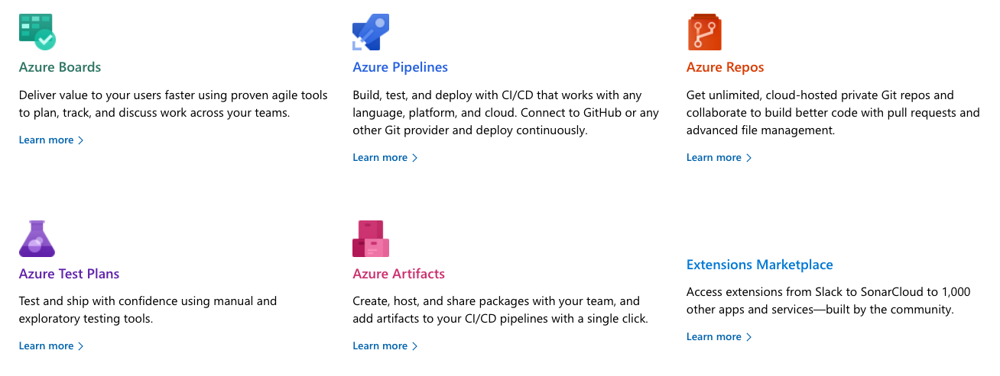 Azure Boards
Deliver value to your users faster using proven agile tools
to plan, track, and discuss work across your teams.
Learn more
Azure Pipelines
Build, test, and deploy with CI/CD that works with any
language, platform, and cloud. Connect to GitHub or any
other Git provider and deploy continuously.
Learn more
Azure Repos
Get unlimited, cloud-hosted private Git repos and
collaborate to build better code with pull requests and
advanced file management.
Learn more
Azure Test Plans
Test and ship with confidence using manual and
exploratory testing tools.
Learn more
Azure Artifacts
Create, host, and share packages with your team, and
add artifacts to your CI/CD pipelines with a single click.
Learn more
Extensions Marketplace
Access extensions from Slack to SonarCloud to 1,000
other apps and services—built by the community.
Learn more